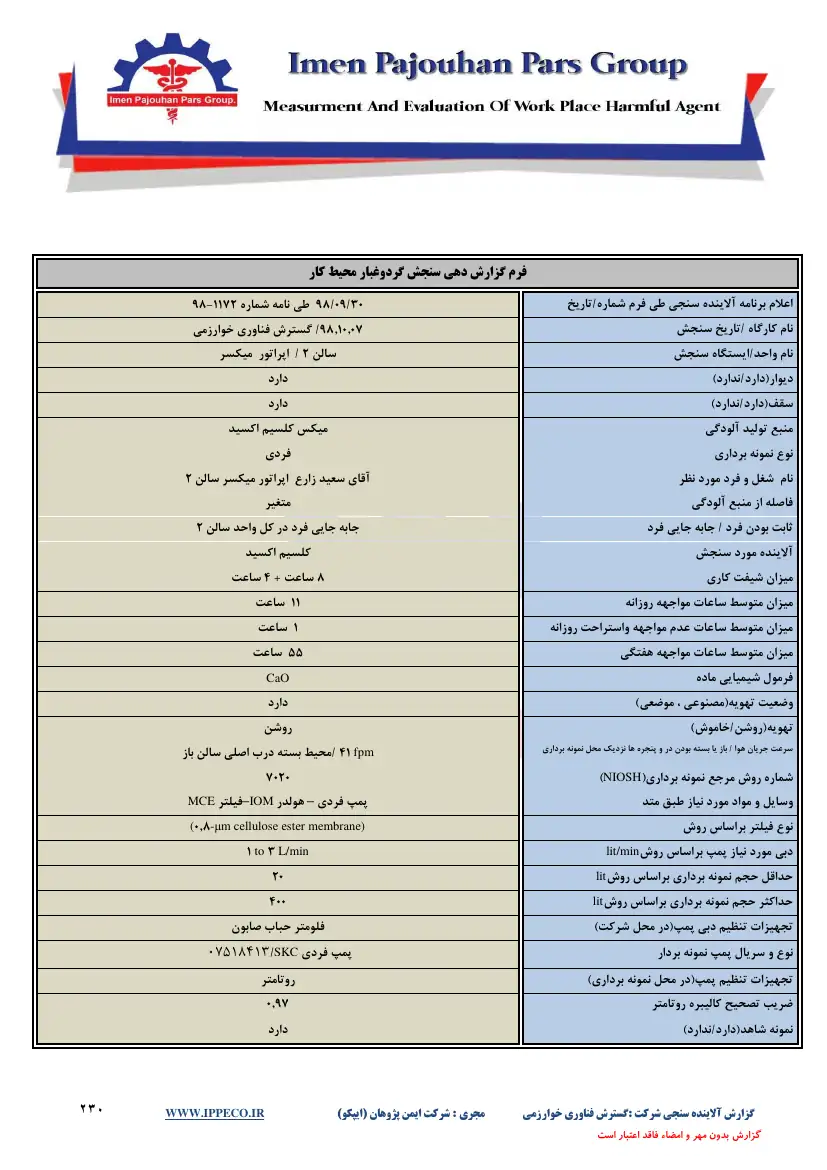 Imen Pajouhan Pars Group
Imen Pajouhan Pars Group.
Measurment And Evaluation Of Work Place Harmful Agent
فرم گزارش دهی سنجش گردوغبار محیط کار
اعلام برنامه آلاینده سنجی طی فرم شماره/تاریخ ۹۸/۰۹/۳۰ طی نامه شماره ۱۱۷۲-۹۸
نام کارگاه /تاریخ سنجش ۹۸,۱۰,۰۷/ گسترش فناوری خوارزمی
نام واحد/ایستگاه سنجش سالن ۲ / اپراتور میکسر
دیوار(دارد/ندارد) دارد
سقف(دارد/ندارد) دارد
منبع تولید آلودگی میکس کلسیم اکسید
نوع نمونه برداری فردی
نام شغل و فرد مورد نظر آقای سعید زارع اپراتور میکسر سالن ۲
فاصله از منبع آلودگی متغیر
ثابت بودن فرد / جابه جایی فرد جابه جایی فرد در کل واحد سالن ۲
آلاینده مورد سنجش کلسیم اکسید
میزان شیفت کاری ۸ ساعت + ۴ ساعت
میزان متوسط ساعات مواجهه روزانه ۱۱ ساعت
میزان متوسط ساعات عدم مواجهه واستراحت روزانه ۱ ساعت
میزان متوسط ساعات مواجهه هفتگی ۵۵ ساعت
فرمول شیمیایی ماده CaO
وضعیت تهویه(مصنوعی ، موضعی) دارد
تهویه(روشن/خاموش) روشن
سرعت جریان هوا / باز یا بسته بودن در و پنجره ها نزدیک محل نمونه برداری ۴۱ fpm /محیط بسته درب اصلی سالن باز
شماره روش مرجع نمونه برداری(NIOSH) ۷۰۲۰
وسایل و مواد مورد نیاز طبق متد پمپ فردی – هولدر IOM–فیلتر MCE
نوع فیلتر براساس روش (۰,۸-µm cellulose ester membrane)
دبی مورد نیاز پمپ براساس روش lit/min ۱ to ۳ L/min
حداقل حجم نمونه برداری براساس روش lit ۲۰
حداکثر حجم نمونه برداری براساس روش lit ۴۰۰
تجهیزات تنظیم دبی پمپ(در محل شرکت) فلومتر حباب صابون
نوع و سریال پمپ نمونه بردار پمپ فردی SKC/۰۷۵۱۸۴۱۳
تجهیزات تنظیم پمپ(در محل نمونه برداری) روتامتر
ضریب تصحیح کالیبره روتامتر ۰,۹۷
نمونه شاهد(دارد/ندارد) دارد
گزارش آلاینده سنجی شرکت :گسترش فناوری خوارزمی مجری : شرکت ایمن پژوهان (ایپکو) WWW.IPPECO.IR ۲۳۰
گزارش بدون مهر و امضاء فاقد اعتبار است